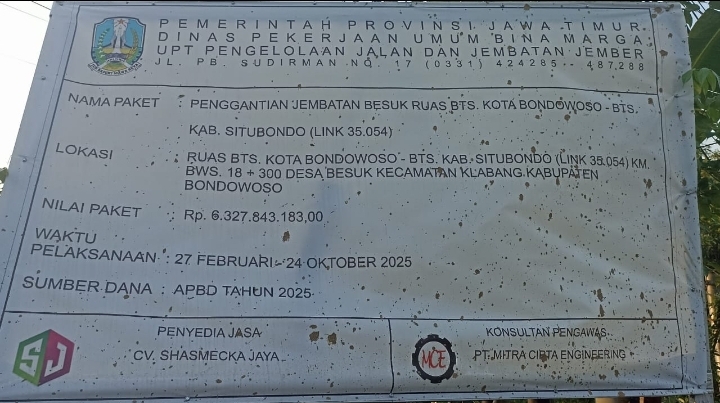 PEMERINTAH PROVINSI JAWA TIMUR
DINAS PEKERJAAN UMUM BINA MARGA
UPT PENGELOLAAN JALAN DAN JEMBATAN JEMBER
JL. PB. SUDIRMAN NO. 17 (0331) 424285 - 487288
NAMA PAKET : PENGGANTIAN JEMBATAN BESUK RUAS BTS. KOTA BONDOWOSO - BTS.
KAB. SITUBONDO (LINK 35.054)
LOKASI : RUAS BTS. KOTA BONDOWOSO - BTS. KAB. SITUBONDO (LINK 35.054) KM.
BWS. 18 + 300 DESA BESUK KECAMATAN KLABANG KABUPATEN
BONDOWOSO
NILAI PAKET : Rp. 6.327.843.183,00
WAKTU
PELAKSANAAN : 27 FEBRUARI - 24 OKTOBER 2025
SUMBER DANA : APBD TAHUN 2025
SJ
PENYEDIA JASA
CV. SHASMECKA JAYA
MCE
KONSULTAN PENGAWAS
PT. MITRA CIPTA ENGINEERING